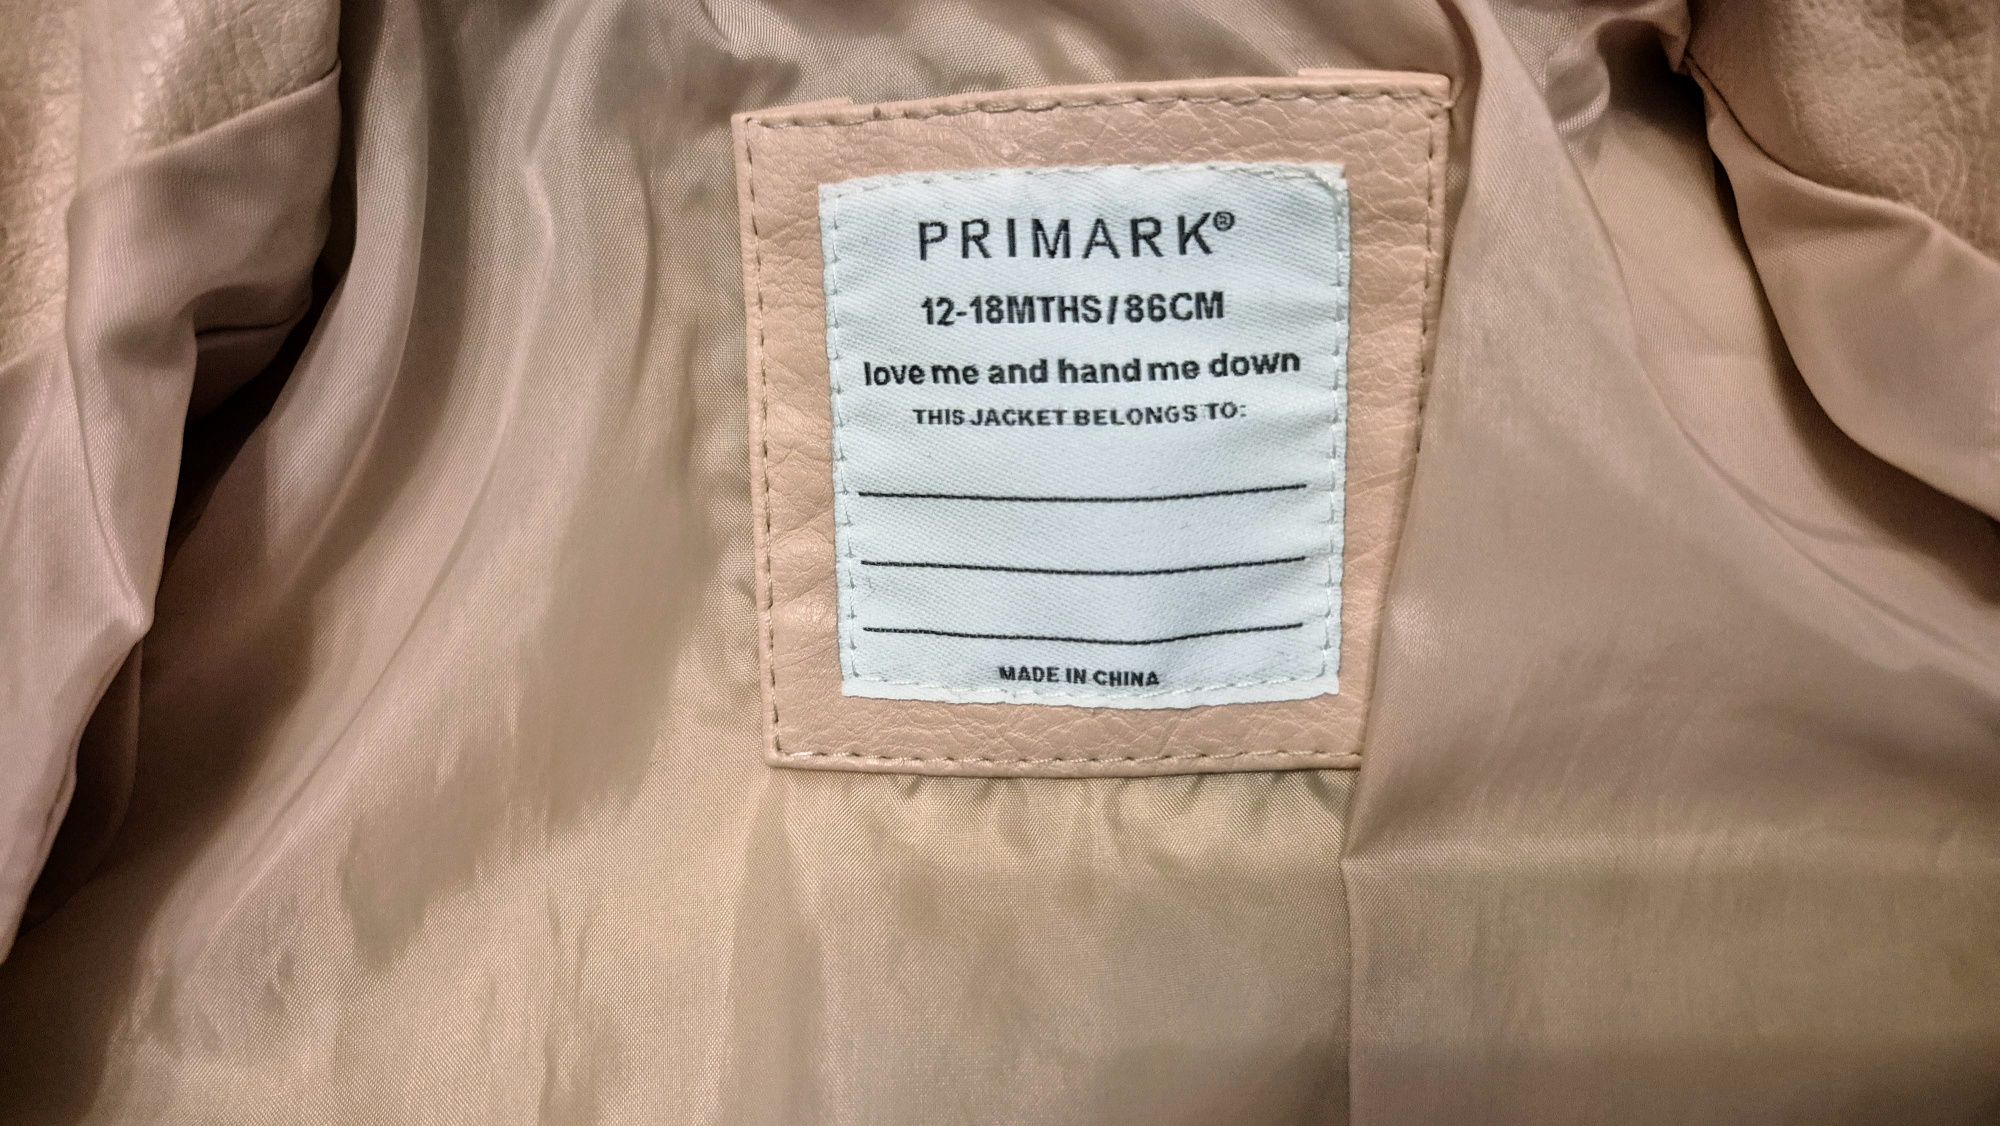 PRIMARK®
12-18MTHS/86CM
love me and hand me down
THIS JACKET BELONGS TO:
MADE IN CHINA